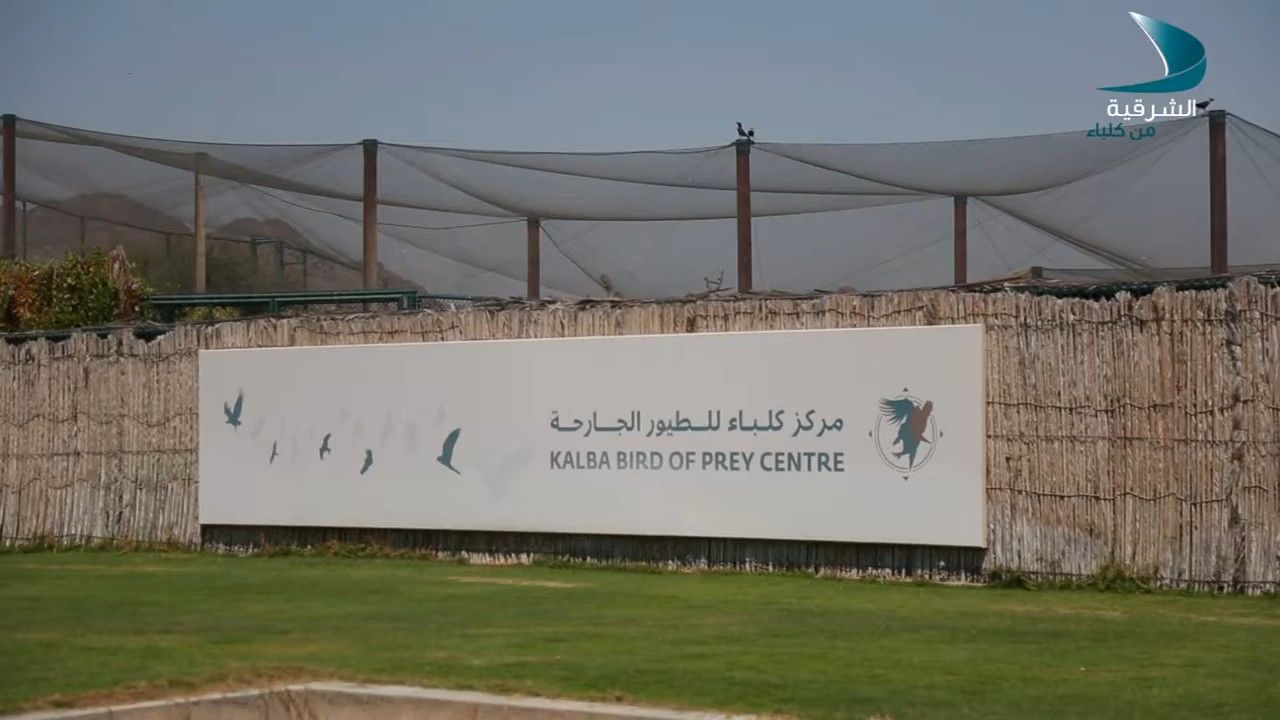 الشرقية
من كلباء
مركز كلباء للطيور الجارحة
KALBA BIRD OF PREY CENTRE